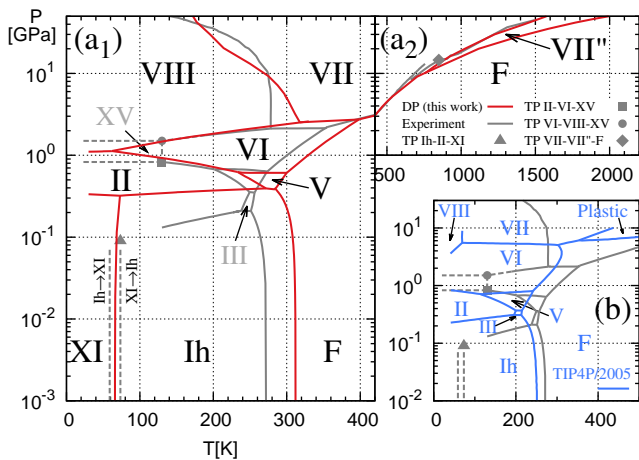 P
[GPa]
(a1)
(a2)
VIII
VII
VII"
F
XV
VI
II
V
III
XI
Ih→XI
XI→Ih
Ih
F
10^1
10^0
10^-1
10^-2
10^-3
0
100
200
300
400
T[K]
DP (this work)
Experiment
TP Ih-II-XI
TP II-VI-XV
TP VI-VIII-XV
TP VII-VII"-F
500
1000
1500
2000
VIII
VII
Plastic
VI
(b)
II
III
V
Ih
F
TIP4P/2005
10^1
10^0
10^-1
10^-2
0
200
400